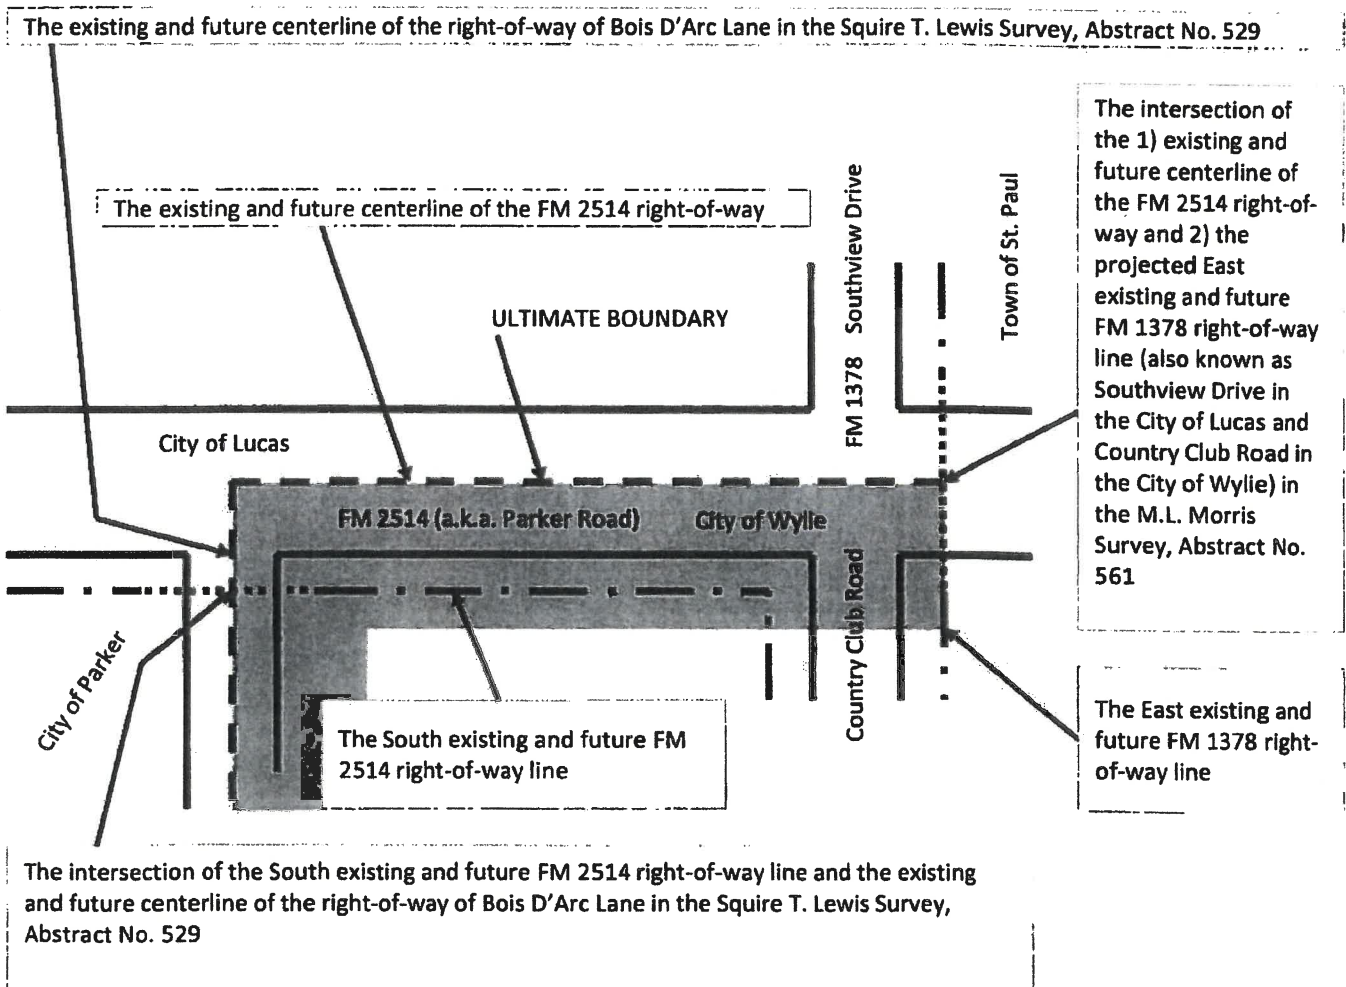 The existing and future centerline of the right-of-way of Bois D'Arc Lane in the Squire T. Lewis Survey, Abstract No. 529
The existing and future centerline of the FM 2514 right-of-way
ULTIMATE BOUNDARY
FM 1378 Southview Drive
Town of St. Paul
The intersection of
the 1) existing and
future centerline of
the FM 2514 right-of-
way and 2) the
projected East
existing and future
FM 1378 right-of-way
line (also known as
Southview Drive in
the City of Lucas and
Country Club Road in
the City of Wylie) in
the M.L. Morris
Survey, Abstract No.
561
City of Lucas
FM 2514 (a.k.a. Parker Road)
City of Wylie
City of Parker
Country Club Road
The South existing and future FM
2514 right-of-way line
The East existing and
future FM 1378 right-
of-way line
The intersection of the South existing and future FM 2514 right-of-way line and the existing
and future centerline of the right-of-way of Bois D'Arc Lane in the Squire T. Lewis Survey,
Abstract No. 529